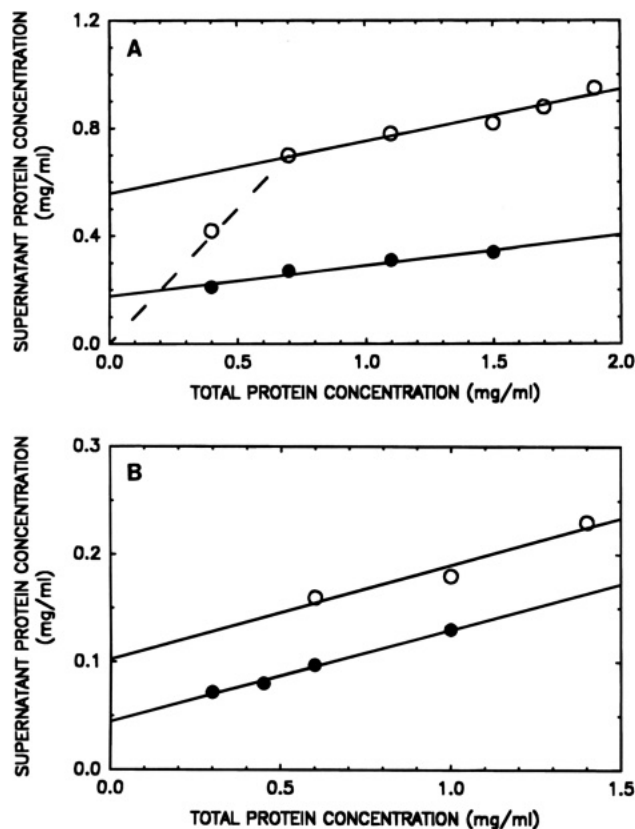 A
SUPERNATANT PROTEIN CONCENTRATION
(mg/ml)
1.2
0.8
0.4
0.0
0.0 0.5 1.0 1.5 2.0
TOTAL PROTEIN CONCENTRATION (mg/ml)
B
SUPERNATANT PROTEIN CONCENTRATION
(mg/ml)
0.3
0.2
0.1
0.0
0.0 0.5 1.0 1.5
TOTAL PROTEIN CONCENTRATION (mg/ml)